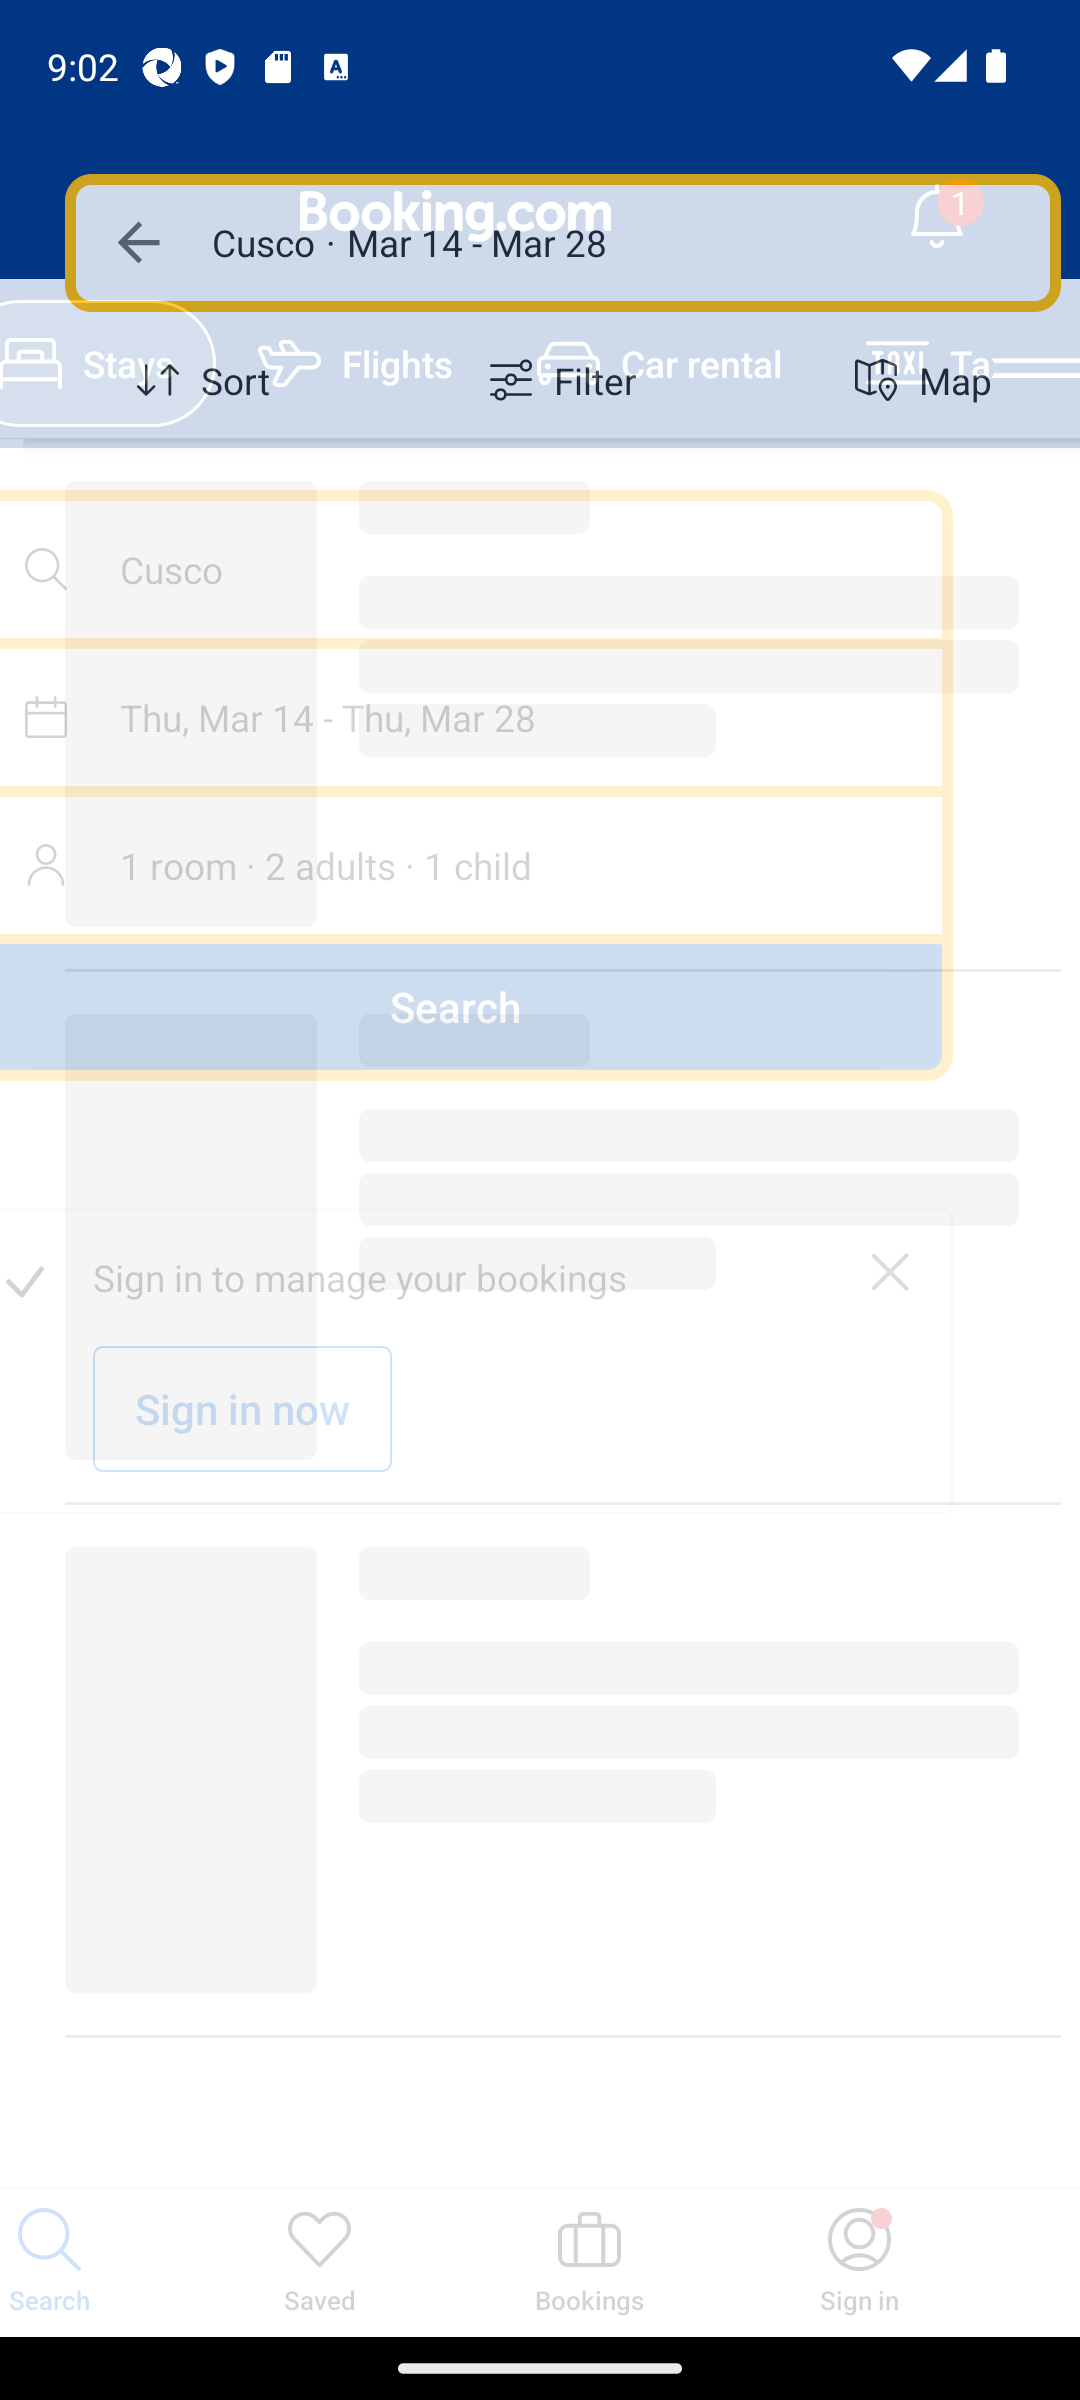 9:02
Booking.com
1
Cusco · Mar 14 - Mar 28
Stays
Flights
Car rental
TAXI
Ta
Sort
Filter
Map
Cusco
Thu, Mar 14 - Thu, Mar 28
1 room · 2 adults · 1 child
Search
Sign in to manage your bookings
Sign in now
Search
Saved
Bookings
Sign in